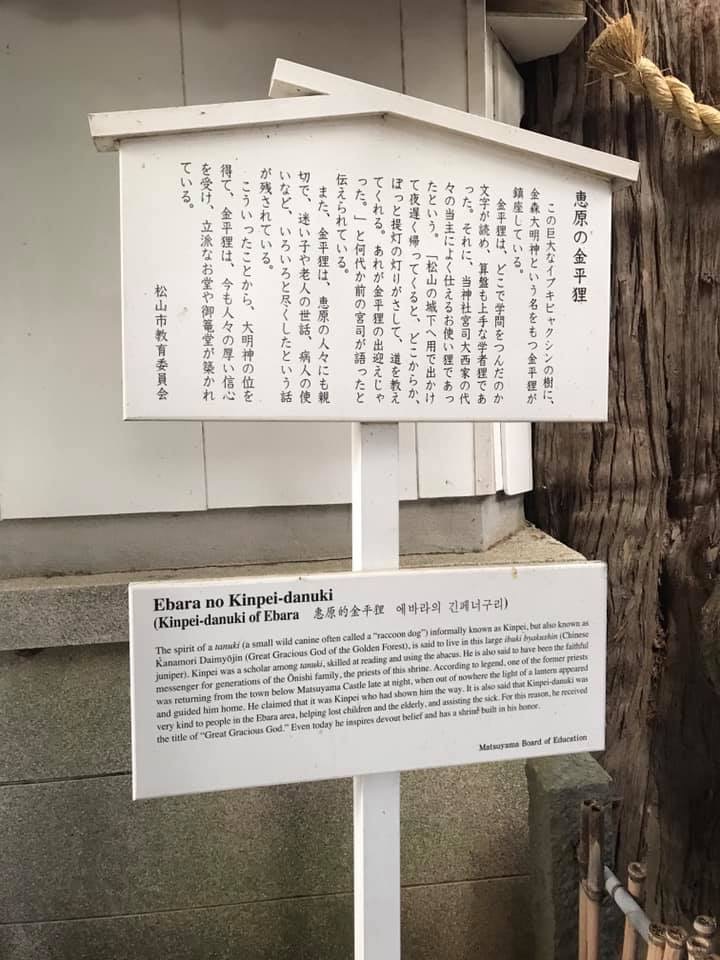 恵原の金平狸
この巨大なイブキビャクシンの樹に、
金森大明神という名をもつ金平狸が
鎮座している。
金平狸は、どこで学問をつんだのか
文字が読め、算盤も上手な学者狸であ
った。それに、当神社宮司大西家の代
々の当主によく仕えるお使い狸であっ
たという。「松山の城下へ用で出かけ
て夜遅く帰ってくると、どこからか、
ぽっと提灯の灯りがさして、道を教え
てくれる。あれが金平狸の出迎えじゃ
った。」と何代か前の宮司が語ったと
伝えられている。
また、金平狸は、恵原の人々にも親
切で、迷い子や老人の世話、病人の使
いなど、いろいろと尽くしたという話
が残されている。
こういったことから、大明神の位を
得て、金平狸は、今も人々の厚い信心
を受け、立派なお堂や御篭堂が築かれ
ている。
松山市教育委員会
Ebara no Kinpei-danuki
(Kinpei-danuki of Ebara 惠原的金平狸 에바라의 긴페너구리)
The spirit of a tanuki (a small wild canine often called a “raccoon dog”) informally known as Kinpei, but also known as
Kanamori Daimyōjin (Great Gracious God of the Golden Forest), is said to live in this large ibuki byakushin (Chinese
juniper). Kinpei was a scholar among tanuki, skilled at reading and using the abacus. He is also said to have been the faithful
messenger for generations of the Ōnishi family, the priests of this shrine. According to legend, one of the former priests
was returning from the town below Matsuyama Castle late at night, when out of nowhere the light of a lantern appeared
and guided him home. He claimed that it was Kinpei who had shown him the way. It is also said that Kinpei-danuki was
very kind to people in the Ebara area, helping lost children and the elderly, and assisting the sick. For this reason, he received
the title of “Great Gracious God.” Even today he inspires devout belief and has a shrine built in his honor.
Matsuyama Board of Education